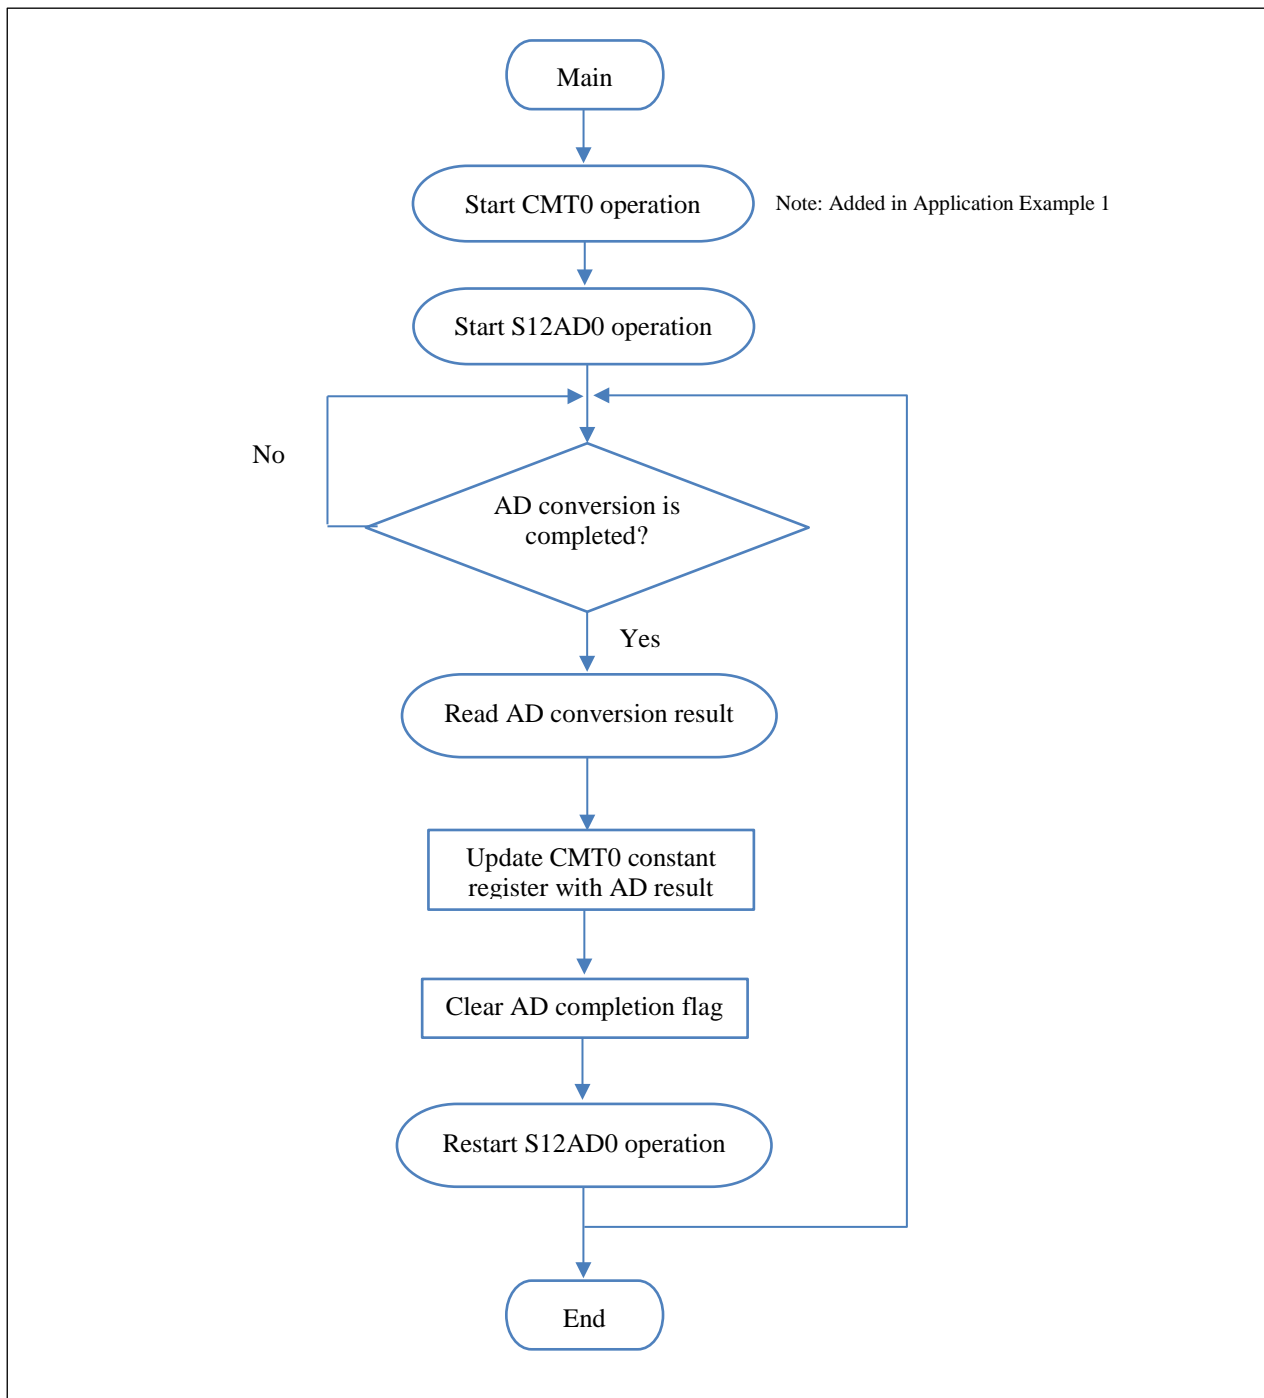 Main
Start CMT0 operation
Note: Added in Application Example 1
Start S12AD0 operation
No
AD conversion is
completed?
Yes
Read AD conversion result
Update CMT0 constant
register with AD result
Clear AD completion flag
Restart S12AD0 operation
End